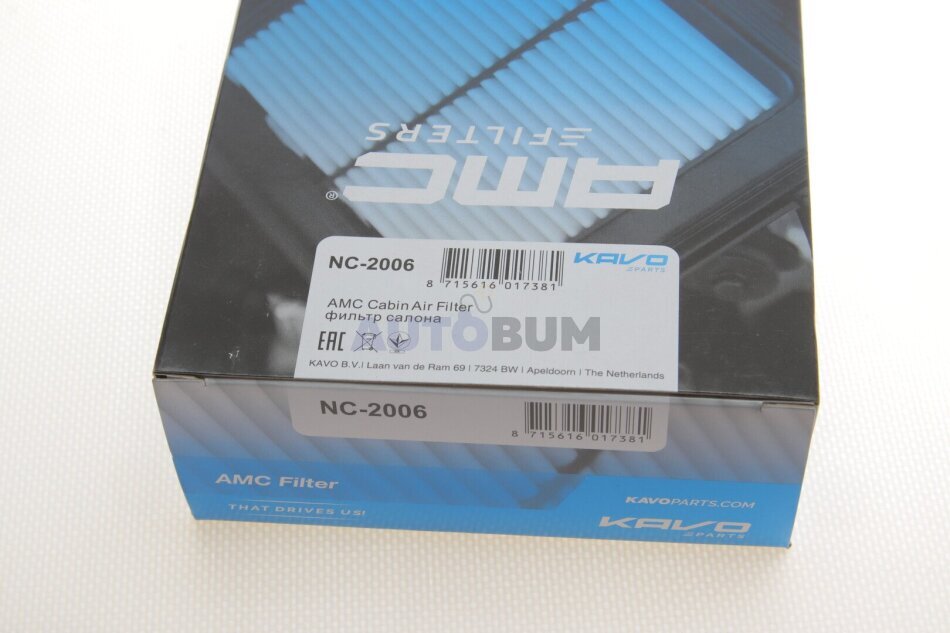 FILTERS
AMC
®
NC-2006
8 715616 017381
KAVO
PARTS
AMC Cabin Air Filter
фильтр салона
AUTOBUM
EAC
KAVO B.V. | Laan van de Ram 69 | 7324 BW | Apeldoorn | The Netherlands
NC-2006
8 715616 017381
AMC Filter
THAT DRIVES US!
KAVOPARTS.COM
KAVO
PARTS